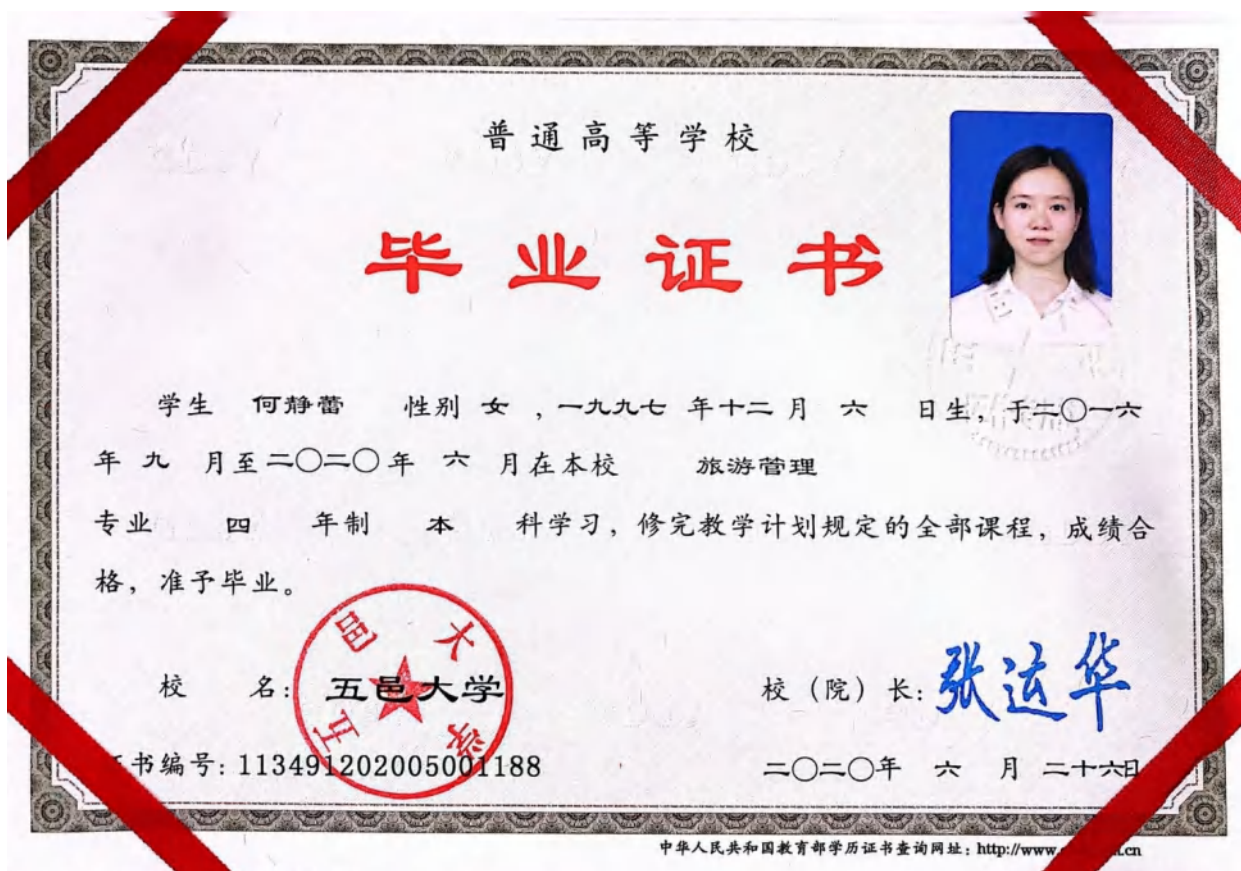 普通高等学校
毕业证书
学生 何静蕾 性别 女 ，一九九七 年十二月 六 日生，于二〇一六
年 九 月至二〇二〇年 六 月在本校 旅游管理
专业 四 年制 本 科学习，修完教学计划规定的全部课程，成绩合
格，准予毕业。
五邑大学
校 名：五邑大学 校（院）长：张运华
书编号：113491202005001188 二〇二〇年 六 月 二十六日
中华人民共和国教育部学历证书查询网址：http://www.